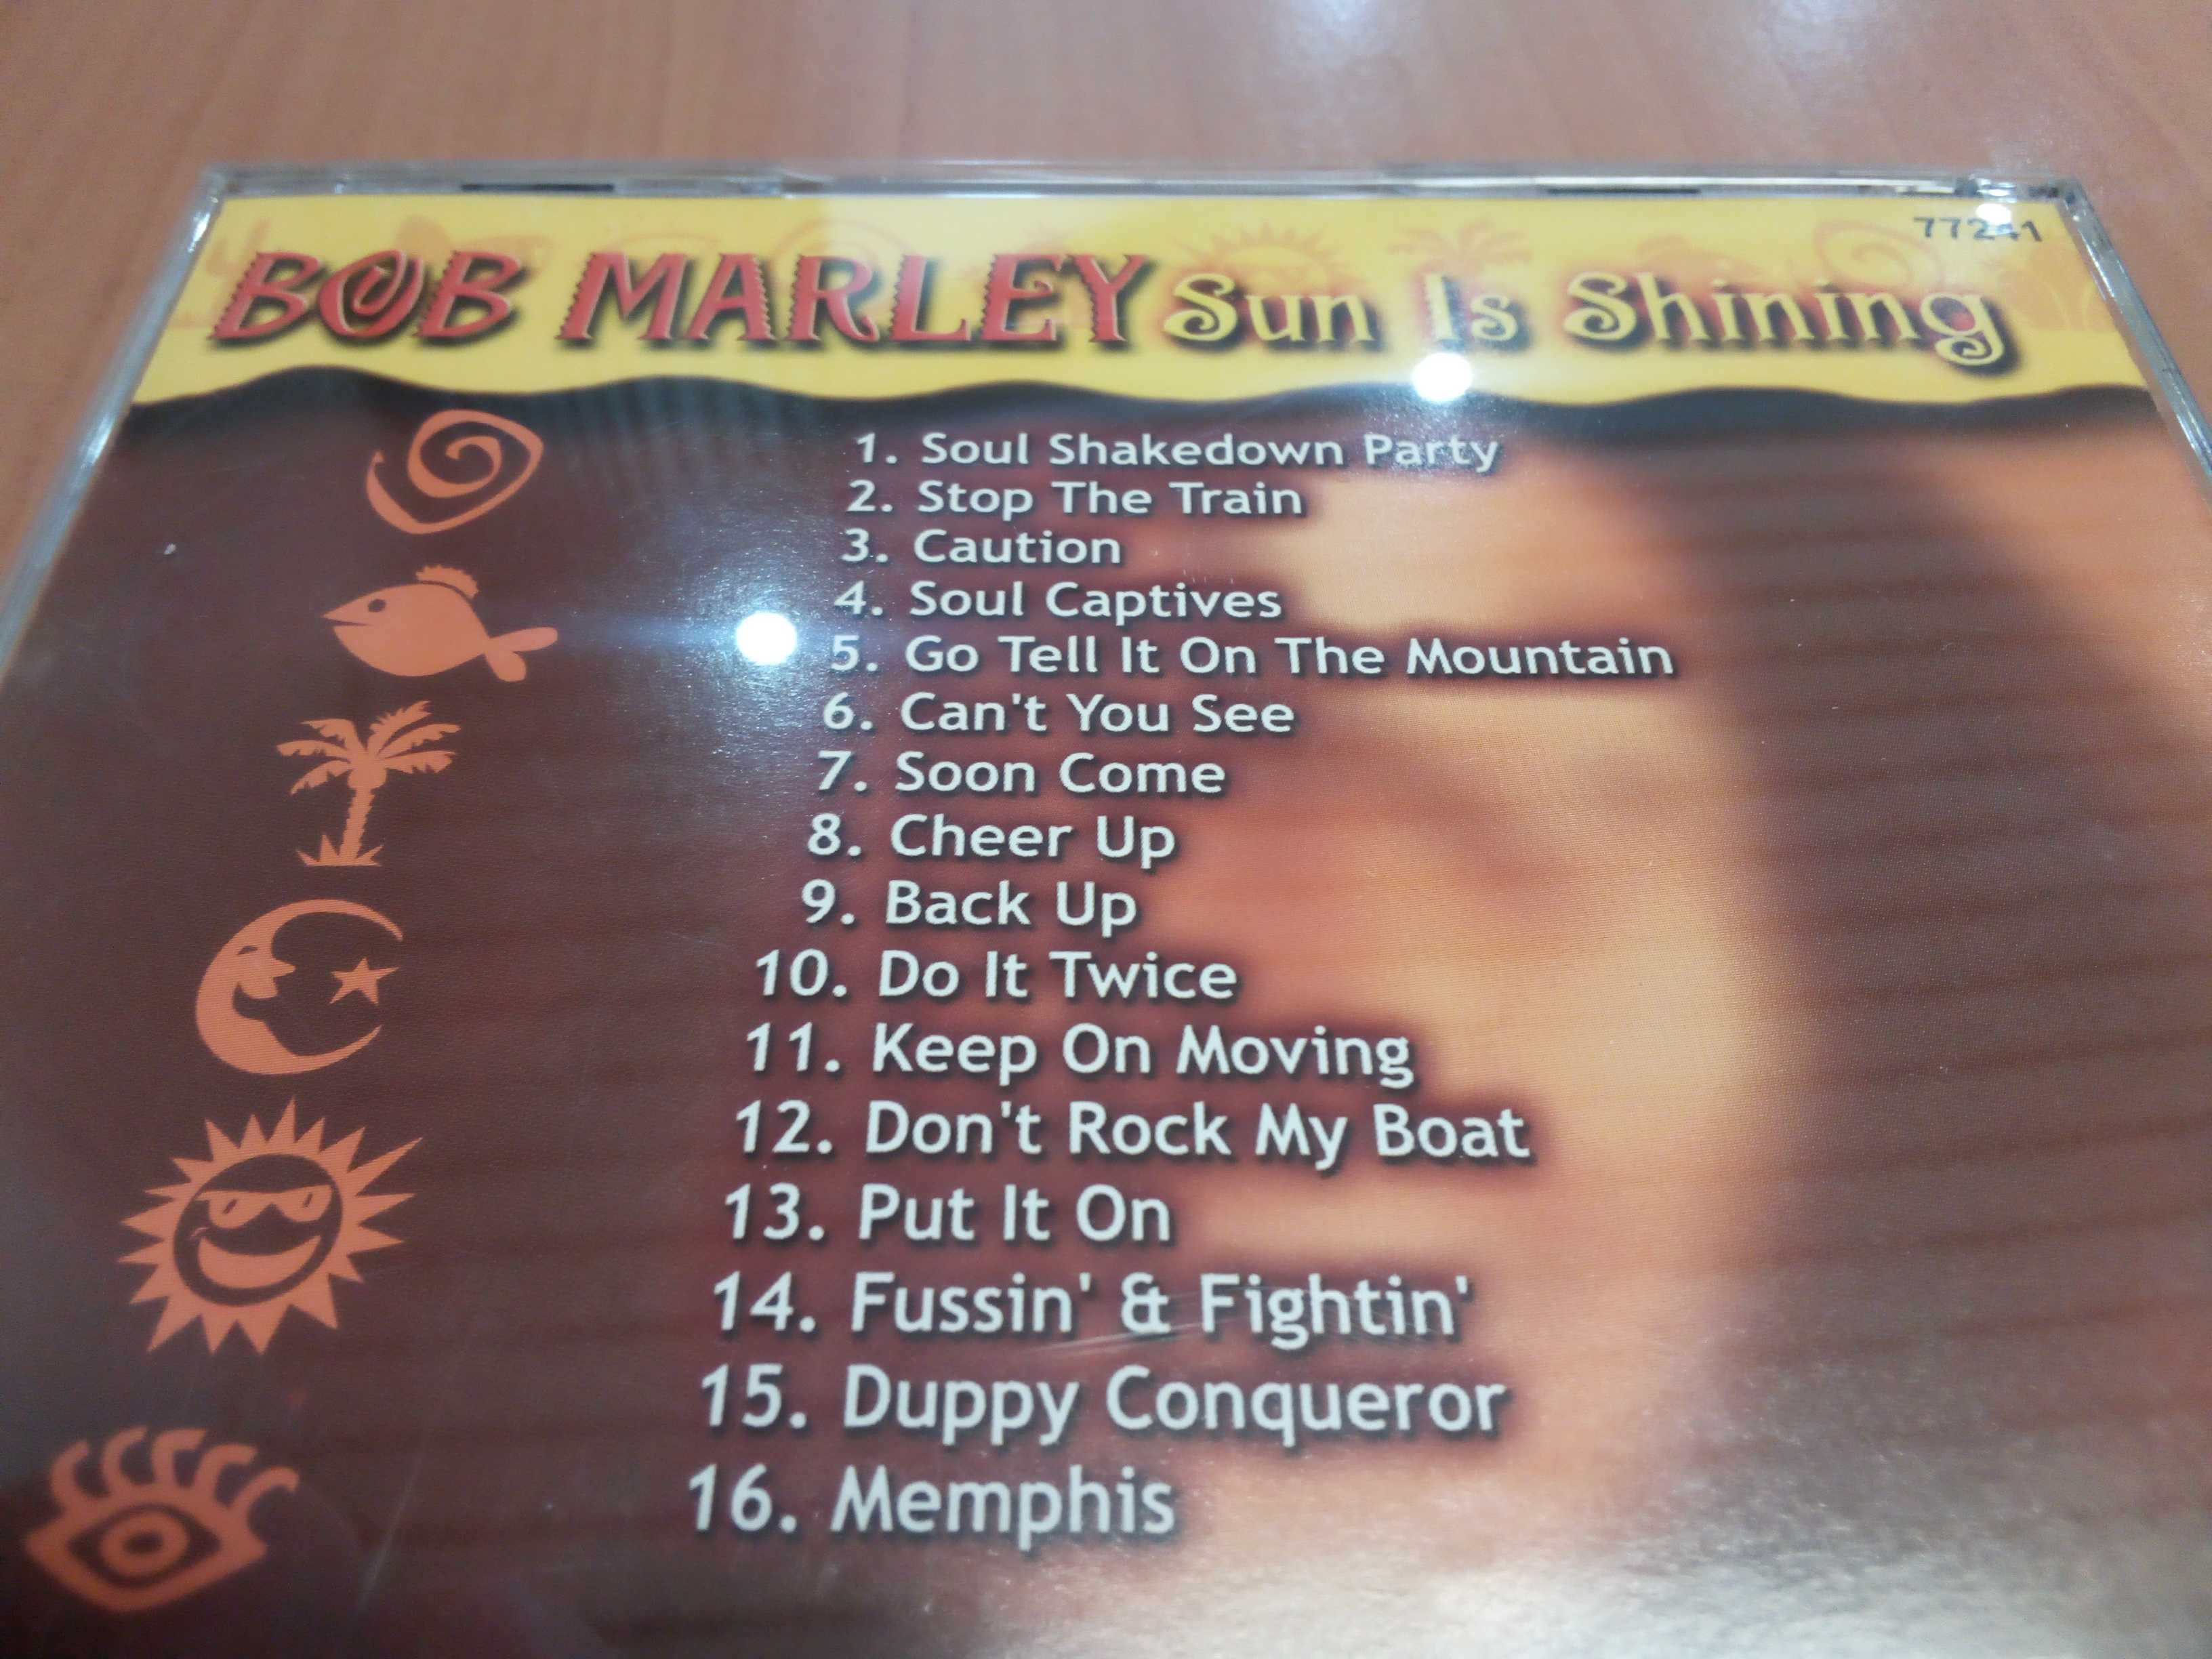 77241
BOB MARLEY Sun Is Shining
1. Soul Shakedown Party
2. Stop The Train
3. Caution
4. Soul Captives
5. Go Tell It On The Mountain
6. Can't You See
7. Soon Come
8. Cheer Up
9. Back Up
10. Do It Twice
11. Keep On Moving
12. Don't Rock My Boat
13. Put It On
14. Fussin' & Fightin'
15. Duppy Conqueror
16. Memphis